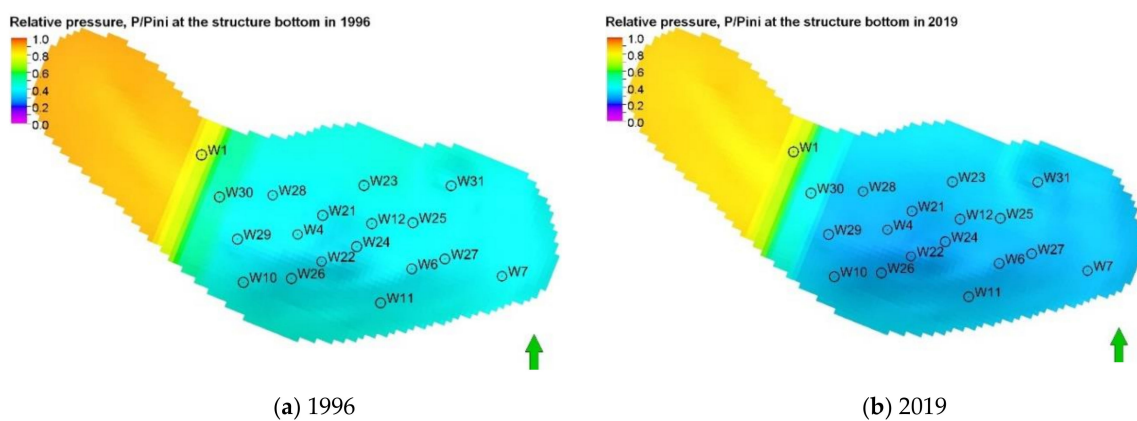 Relative pressure, P/Pini at the structure bottom in 1996
1.0
0.8
0.6
0.4
0.2
0.0
W1
W30
W28
W23
W31
W21
W12
W25
W29
W4
W24
W22
W27
W6
W10
W26
W7
W11
(a) 1996
Relative pressure, P/Pini at the structure bottom in 2019
1.0
0.8
0.6
0.4
0.2
0.0
W1
W30
W28
W23
W31
W21
W12
W25
W29
W4
W24
W22
W27
W6
W10
W26
W7
W11
(b) 2019